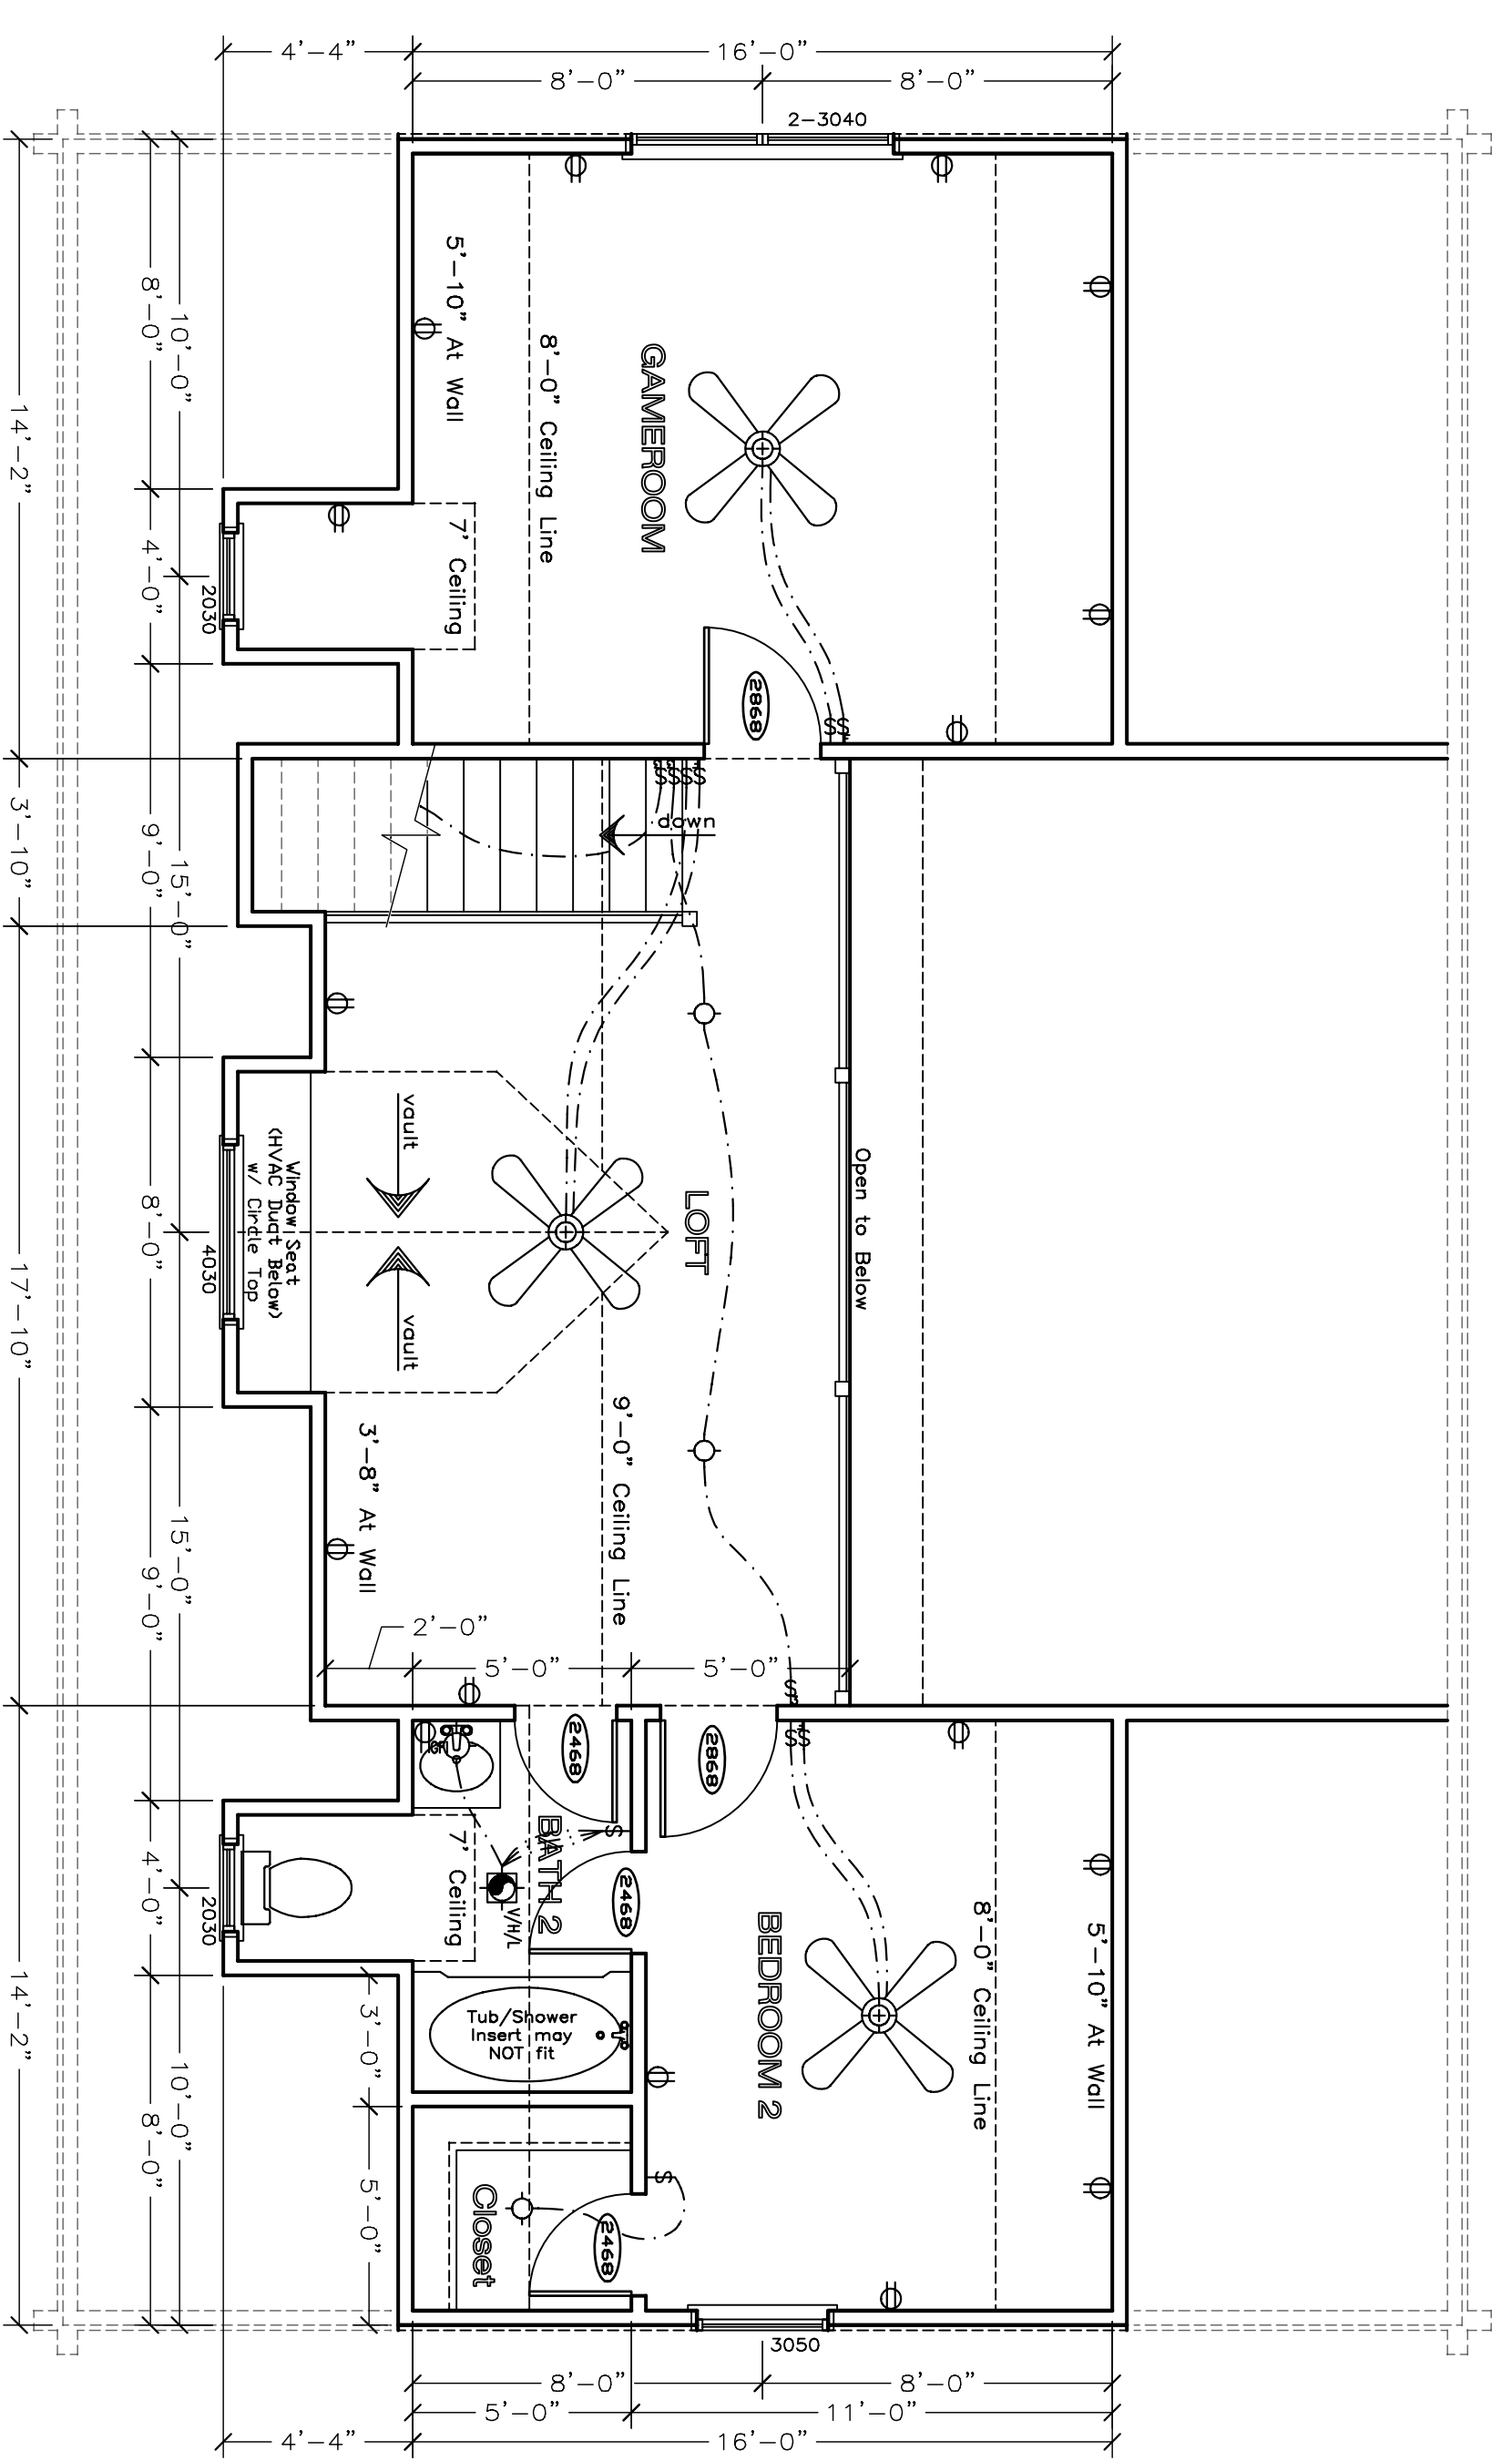 4'-4"
16'-0"
8'-0"
8'-0"
2-3040
5'-10" At Wall
8'-0" Ceiling Line
GAMEROOM
7' Ceiling
2030
2868
SS
14'-2"
10'-0"
8'-0"
4'-0"
3'-10"
15'-0"
9'-0"
S S S S
down
vault
vault
Window Seat
(HVAC Duct Below)
w/ Circle Top
4030
LOFT
Open to Below
9'-0" Ceiling Line
3'-8" At Wall
17'-10"
8'-0"
15'-0"
9'-0"
2'-0"
5'-0"
5'-0"
S
SS
2468
2868
GFI
BATH 2
S
7' Ceiling
V/H/L
2468
2030
BEDROOM 2
8'-0" Ceiling Line
5'-10" At Wall
Tub/Shower
Insert may
NOT fit
4'-0"
14'-2"
10'-0"
8'-0"
3'-0"
5'-0"
S
Closet
2468
3050
8'-0"
8'-0"
5'-0"
11'-0"
4'-4"
16'-0"